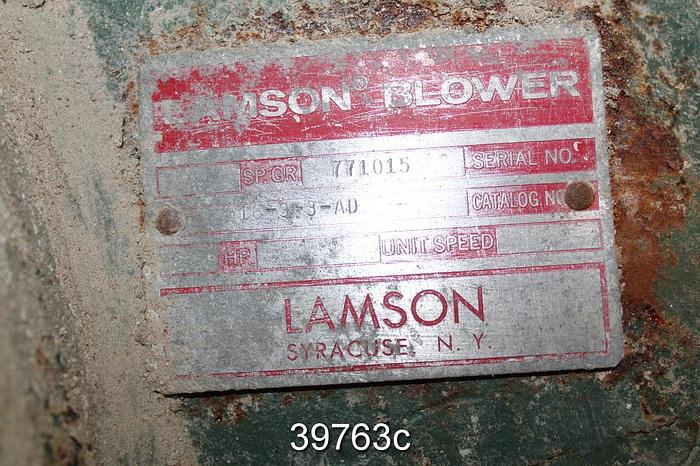 LAMSON® BLOWER
SP. GR. 771015 SERIAL NO.
CATALOG NO.
HP UNIT SPEED
LAMSON
SYRACUSE, N. Y.
39763c